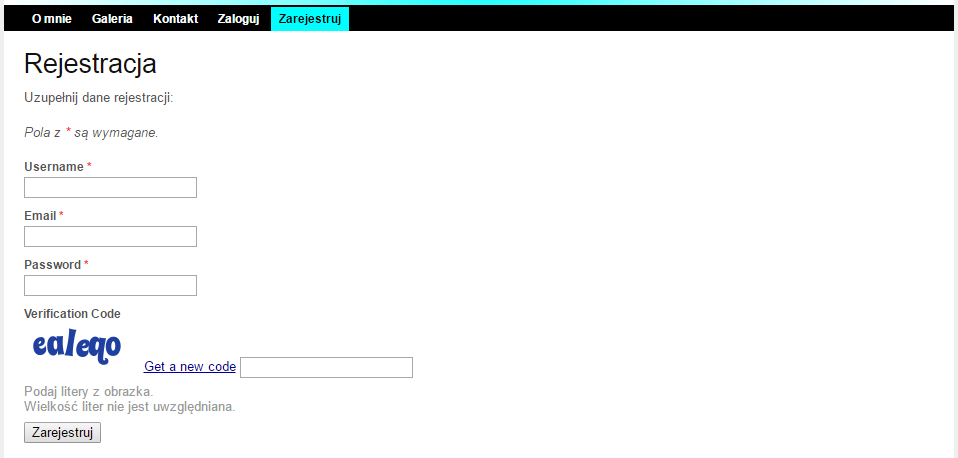 O mnie Galeria Kontakt Zaloguj Zarejestruj
Rejestracja
Uzupełnij dane rejestracji:
Pola z * są wymagane.
Username *
Email *
Password *
Verification Code
ealeqo
Get a new code
Podaj litery z obrazka.
Wielkość liter nie jest uwzględniana.
Zarejestruj